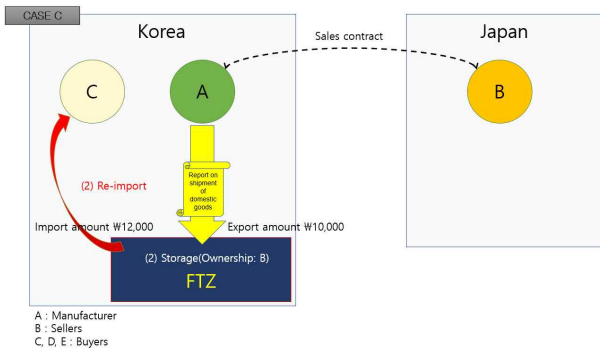 CASE C
Korea
Japan
Sales contract
C
A
B
Report on
shipment
of
domestic
goods
(2) Re-import
Import amount ₩12,000
Export amount ₩10,000
(2) Storage(Ownership: B)
FTZ
A : Manufacturer
B : Sellers
C, D, E : Buyers